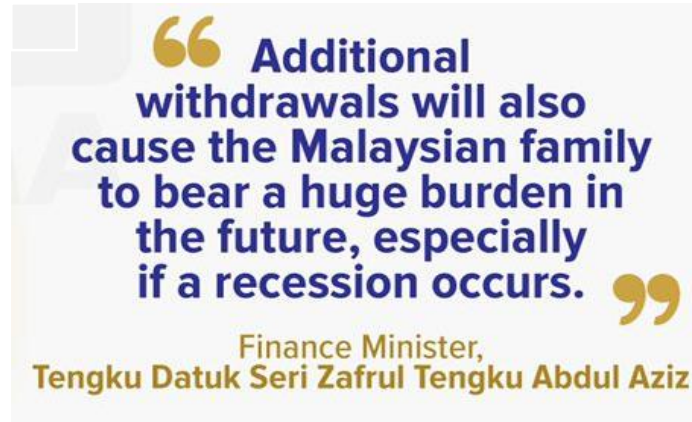 “ Additional
withdrawals will also
cause the Malaysian family
to bear a huge burden in
the future, especially
if a recession occurs. ”
Finance Minister,
Tengku Datuk Seri Zafrul Tengku Abdul Aziz